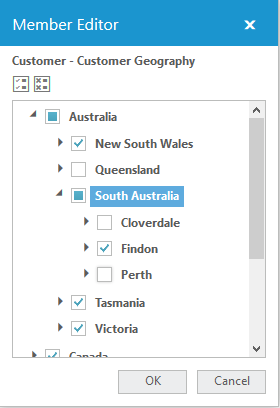 Member Editor
Customer - Customer Geography
Australia
New South Wales
Queensland
South Australia
Cloverdale
Findon
Perth
Tasmania
Victoria
Canada
OK
Cancel